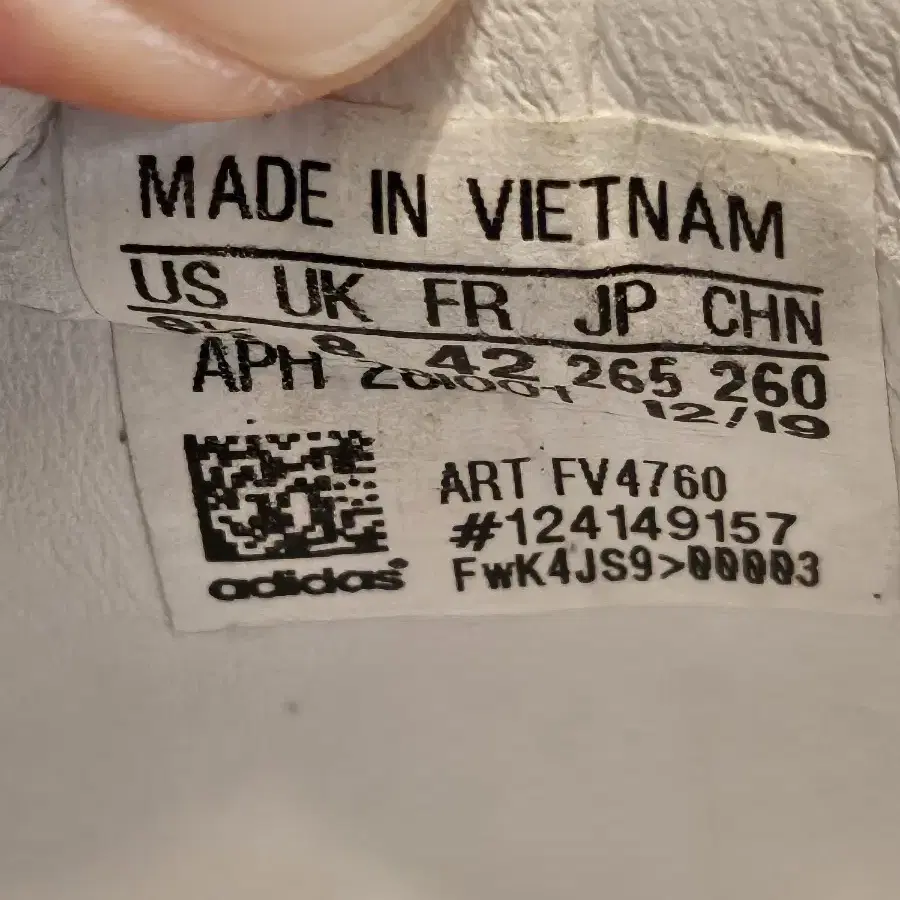 MADE IN VIETNAM
US UK FR JP CHN
8 42 265 260
APH 12/19
ART FV4760
#124149157
FwK4JS9>00003
adidas